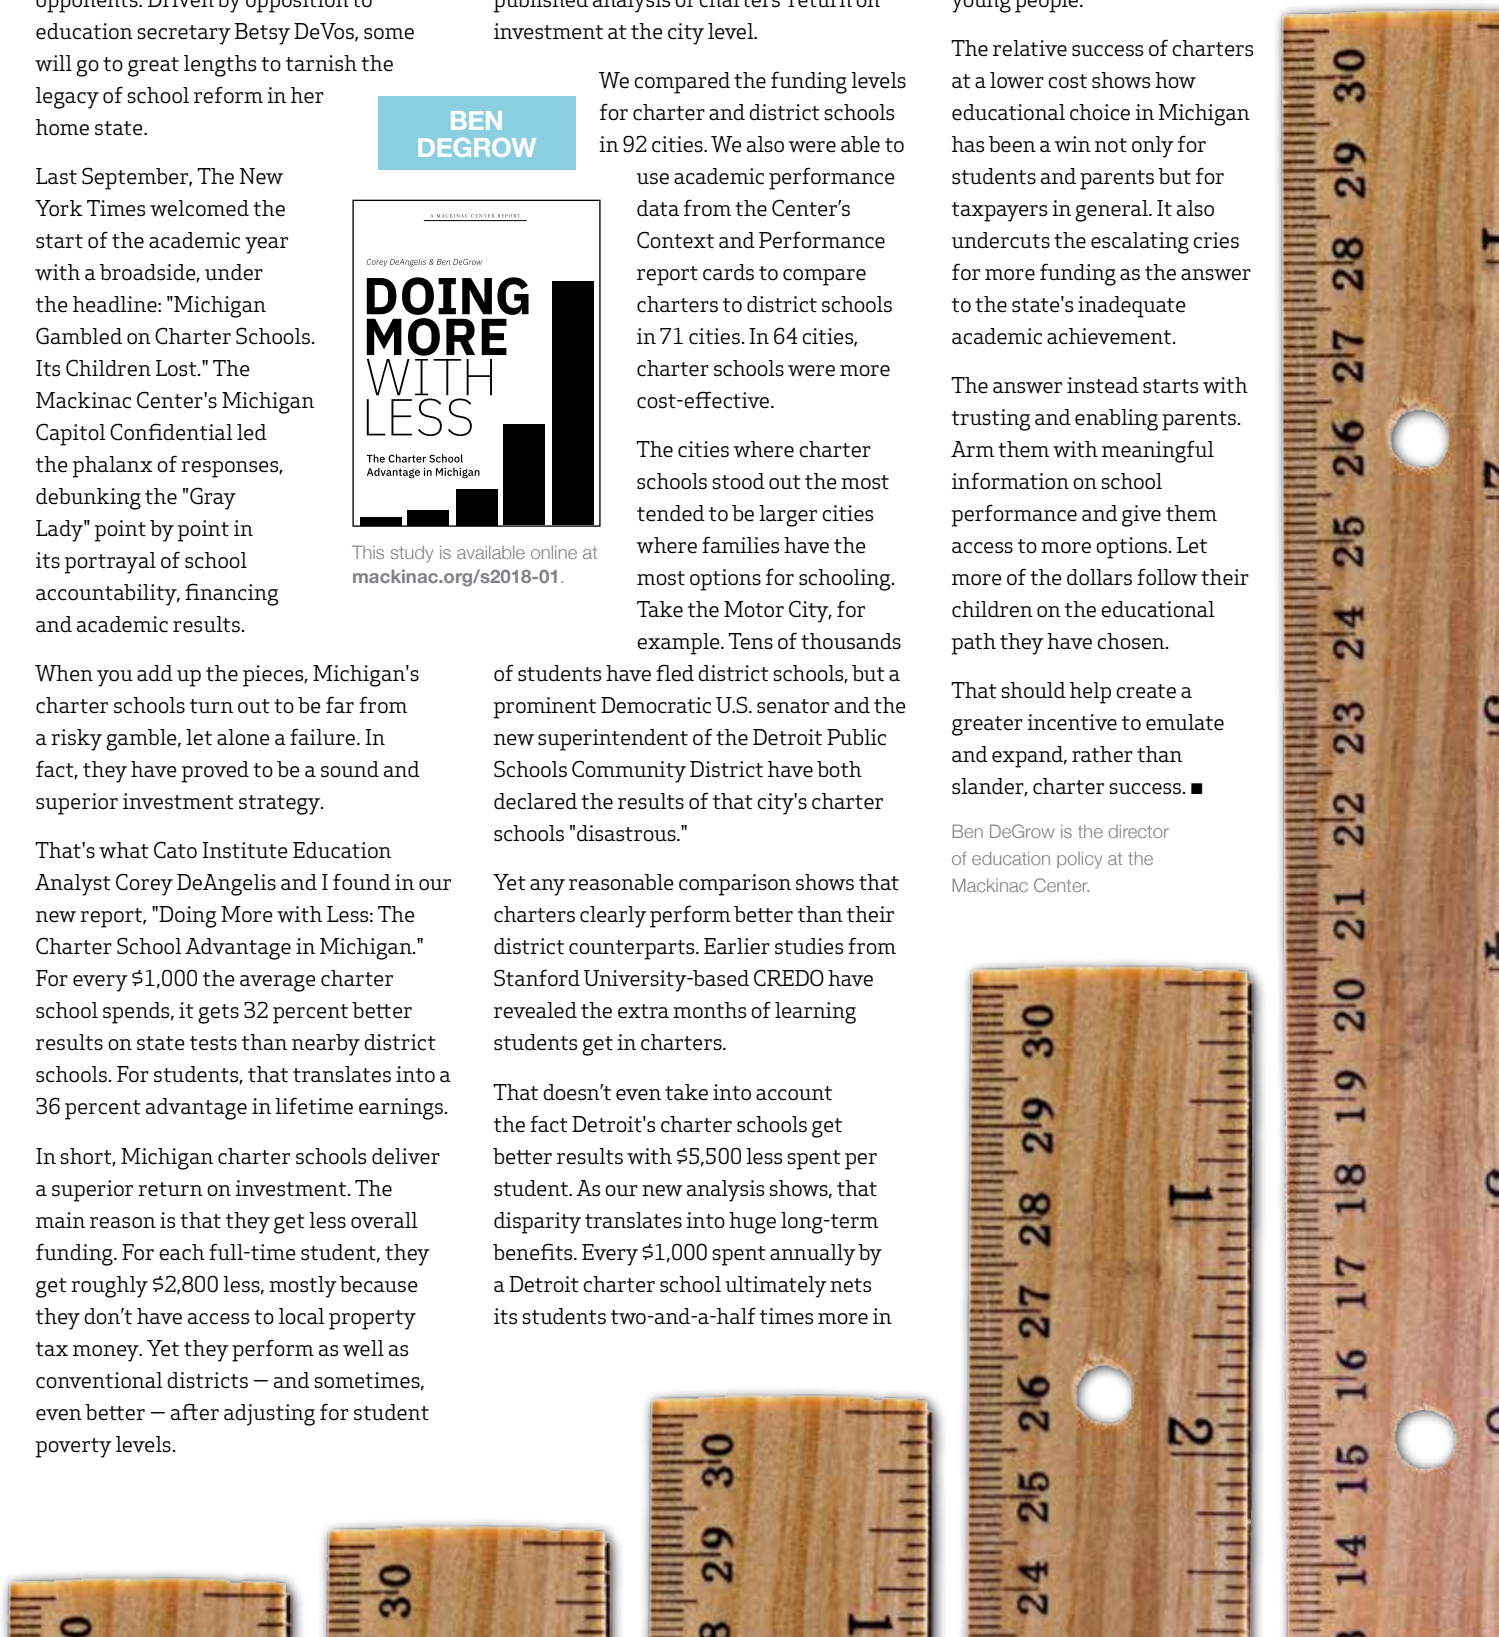 opponents. Driven by opposition to
education secretary Betsy DeVos, some
will go to great lengths to tarnish the
legacy of school reform in her
home state.
Last September, The New
York Times welcomed the
start of the academic year
with a broadside, under
the headline: "Michigan
Gambled on Charter Schools.
Its Children Lost." The
Mackinac Center's Michigan
Capitol Confidential led
the phalanx of responses,
debunking the "Gray
Lady" point by point in
its portrayal of school
accountability, financing
and academic results.
When you add up the pieces, Michigan's
charter schools turn out to be far from
a risky gamble, let alone a failure. In
fact, they have proved to be a sound and
superior investment strategy.
That's what Cato Institute Education
Analyst Corey DeAngelis and I found in our
new report, "Doing More with Less: The
Charter School Advantage in Michigan."
For every $1,000 the average charter
school spends, it gets 32 percent better
results on state tests than nearby district
schools. For students, that translates into a
36 percent advantage in lifetime earnings.
In short, Michigan charter schools deliver
a superior return on investment. The
main reason is that they get less overall
funding. For each full-time student, they
get roughly $2,800 less, mostly because
they don't have access to local property
tax money. Yet they perform as well as
conventional districts — and sometimes,
even better — after adjusting for student
poverty levels.
BEN
DEGROW
A MACKINAC CENTER REPORT
Corey DeAngelis & Ben DeGrow
DOING
MORE
WITH
LESS
The Charter School
Advantage in Michigan
This study is available online at
mackinac.org/s2018-01.
published analysis of charters' return on
investment at the city level.
We compared the funding levels
for charter and district schools
in 92 cities. We also were able to
use academic performance
data from the Center's
Context and Performance
report cards to compare
charters to district schools
in 71 cities. In 64 cities,
charter schools were more
cost-effective.
The cities where charter
schools stood out the most
tended to be larger cities
where families have the
most options for schooling.
Take the Motor City, for
example. Tens of thousands
of students have fled district schools, but a
prominent Democratic U.S. senator and the
new superintendent of the Detroit Public
Schools Community District have both
declared the results of that city's charter
schools "disastrous."
Yet any reasonable comparison shows that
charters clearly perform better than their
district counterparts. Earlier studies from
Stanford University-based CREDO have
revealed the extra months of learning
students get in charters.
That doesn't even take into account
the fact Detroit's charter schools get
better results with $5,500 less spent per
student. As our new analysis shows, that
disparity translates into huge long-term
benefits. Every $1,000 spent annually by
a Detroit charter school ultimately nets
its students two-and-a-half times more in
young people.
The relative success of charters
at a lower cost shows how
educational choice in Michigan
has been a win not only for
students and parents but for
taxpayers in general. It also
undercuts the escalating cries
for more funding as the answer
to the state's inadequate
academic achievement.
The answer instead starts with
trusting and enabling parents.
Arm them with meaningful
information on school
performance and give them
access to more options. Let
more of the dollars follow their
children on the educational
path they have chosen.
That should help create a
greater incentive to emulate
and expand, rather than
slander, charter success. ■
Ben DeGrow is the director
of education policy at the
Mackinac Center.
30
30
29
30
29
28
27
26
25
24
1
2
1
30
29
28
27
26
25
24
23
22
21
20
19
18
17
16
15
14